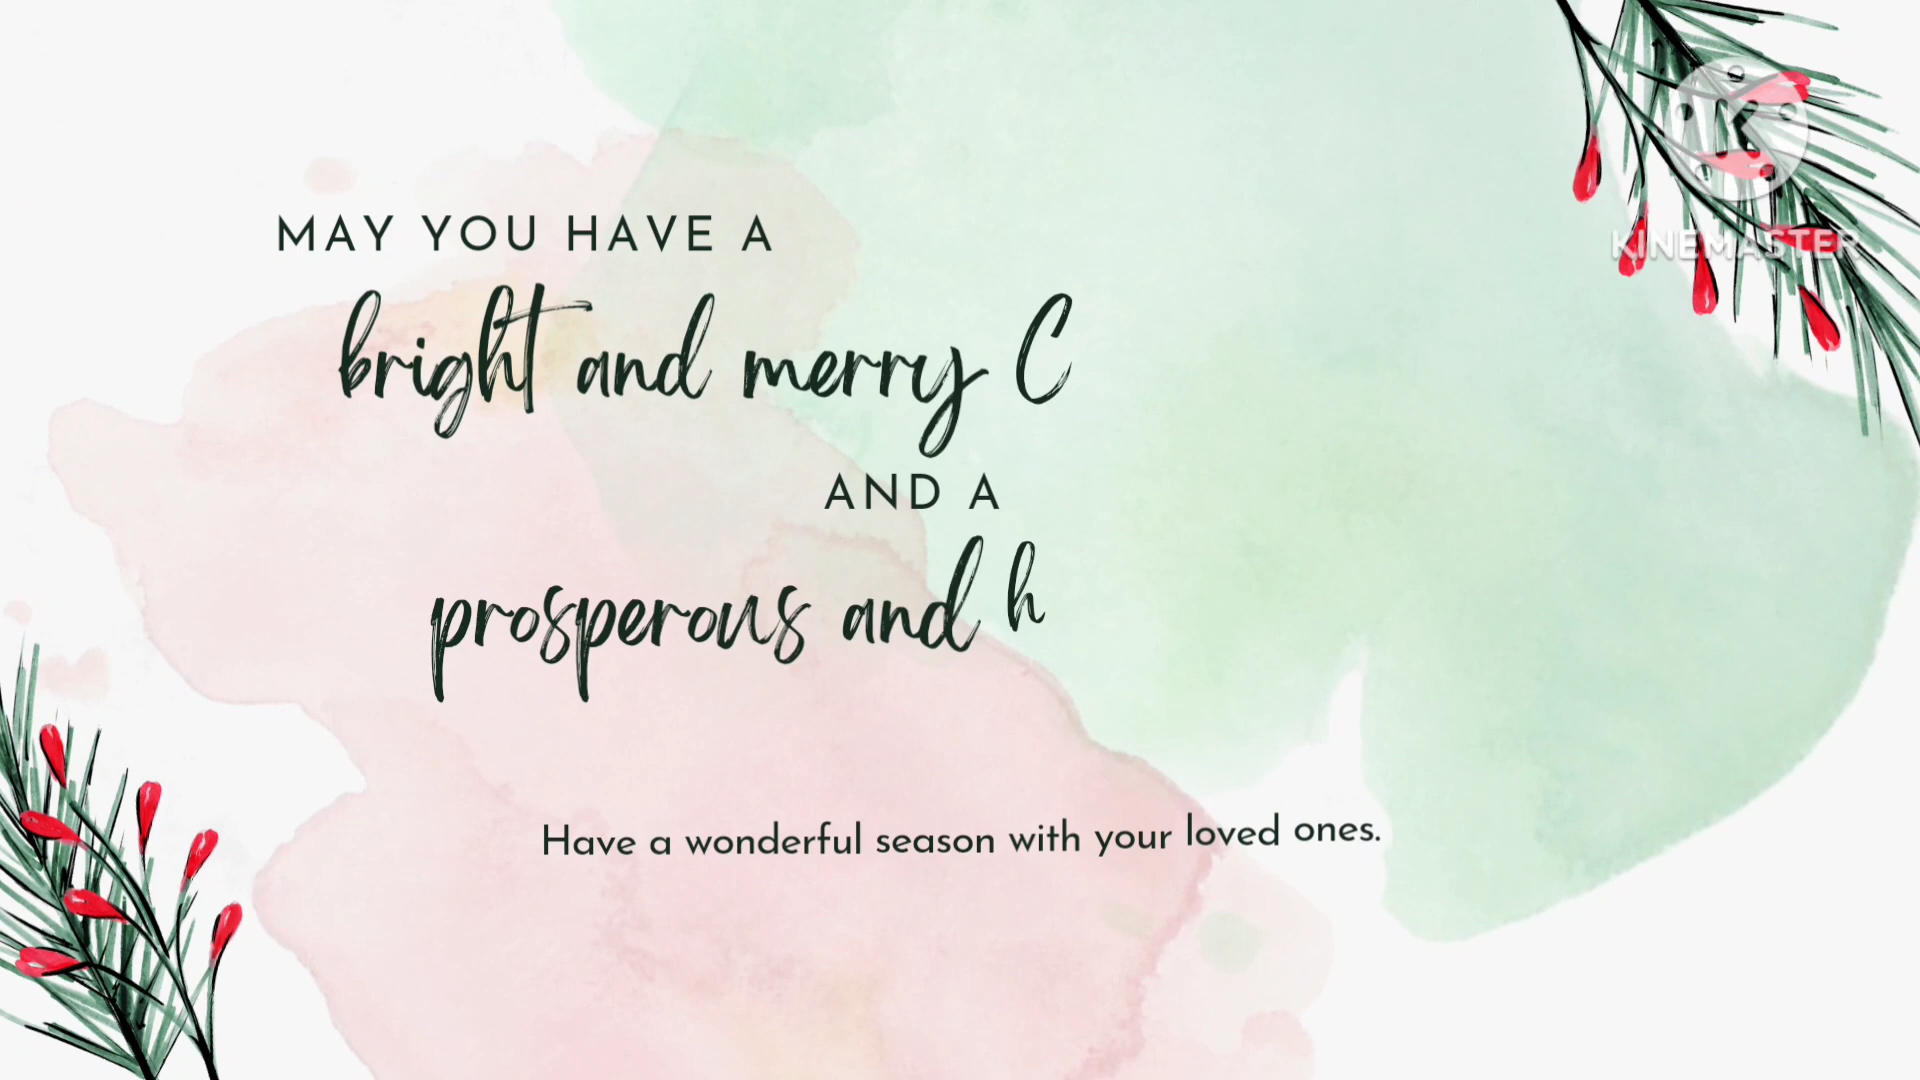 MAY YOU HAVE A
bright and merry C
AND A
prosperous and h
Have a wonderful season with your loved ones.
KINEMASTER